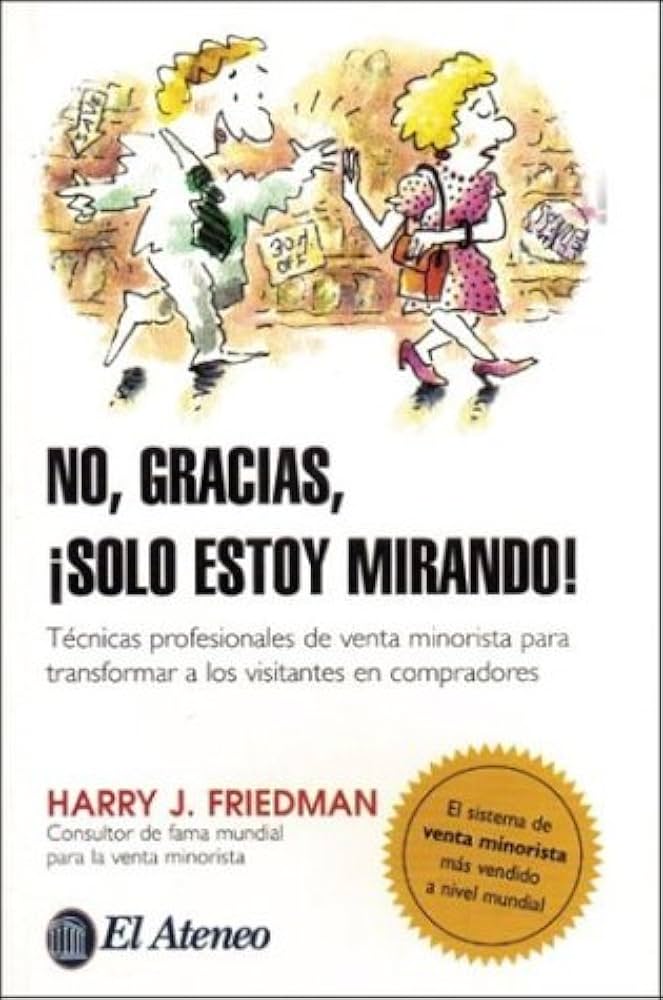 30% OFF
NO, GRACIAS,
¡SOLO ESTOY MIRANDO!
Técnicas profesionales de venta minorista para
transformar a los visitantes en compradores
HARRY J. FRIEDMAN
Consultor de fama mundial
para la venta minorista
El sistema de
venta minorista
más vendido
a nivel mundial
El Ateneo